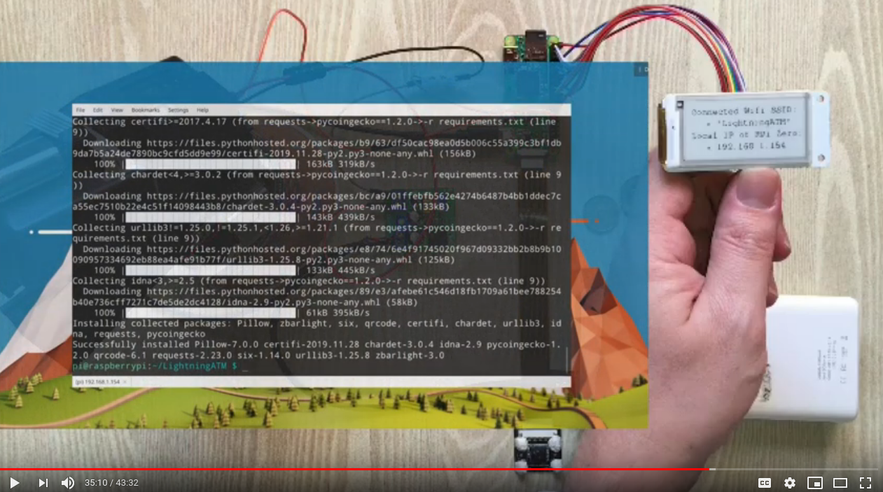 File Edit View Bookmarks Settings Help
Collecting certifi>=2017.4.17 (from requests->pycoingecko==1.2.0->-r requirements.txt (line
9))
Downloading https://files.pythonhosted.org/packages/b9/63/df50cac98ea0d5b006c55a399c3bf1db
9da7b5a24de7890bc9cfd5dd9e99/certifi-2019.11.28-py2.py3-none-any.whl (156kB)
100% | | 163kB 319kB/s
Collecting chardet<4,>=3.0.2 (from requests->pycoingecko==1.2.0->-r requirements.txt (line 9
))
Downloading https://files.pythonhosted.org/packages/bc/a9/01ffebfb562e4274b6487b4bb1ddec7c
a55ec7510b22e4c51f14098443b8/chardet-3.0.4-py2.py3-none-any.whl (133kB)
100% | | 143kB 439kB/s
Collecting urllib3!=1.25.0,!=1.25.1,<1.26,>=1.21.1 (from requests->pycoingecko==1.2.0->-r re
quirements.txt (line 9))
Downloading https://files.pythonhosted.org/packages/e8/74/6e4f91745020f967d09332bb2b8b9b10
090957334692eb88ea4afe91b77f/urllib3-1.25.8-py2.py3-none-any.whl (125kB)
100% | | 133kB 445kB/s
Collecting idna<3,>=2.5 (from requests->pycoingecko==1.2.0->-r requirements.txt (line 9))
Downloading https://files.pythonhosted.org/packages/89/e3/afebe61c546d18fb1709a61bee788254
b40e736cff7271c7de5de2dc4128/idna-2.9-py2.py3-none-any.whl (58kB)
100% | | 61kB 395kB/s
Installing collected packages: Pillow, zbarlight, six, qrcode, certifi, chardet, urllib3, id
na, requests, pycoingecko
Successfully installed Pillow-7.0.0 certifi-2019.11.28 chardet-3.0.4 idna-2.9 pycoingecko-1.
2.0 qrcode-6.1 requests-2.23.0 six-1.14.0 urllib3-1.25.8 zbarlight-3.0
pi@raspberrypi:~/LightningATM $
(pi) 192.168.1.154
Connected Wifi SSID:
- 'LightningATM'
Local IP of RPi Zero:
- 192.168.1.154
35:10 / 43:32
CC